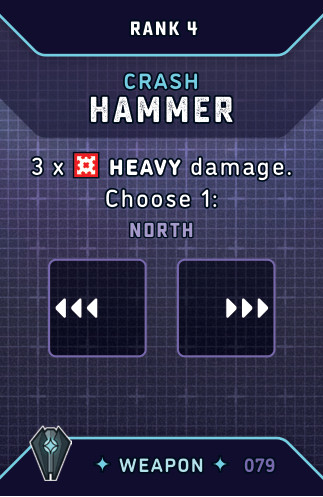 RANK 4
CRASH
HAMMER
3 x HEAVY damage.
Choose 1:
NORTH
WEAPON 079